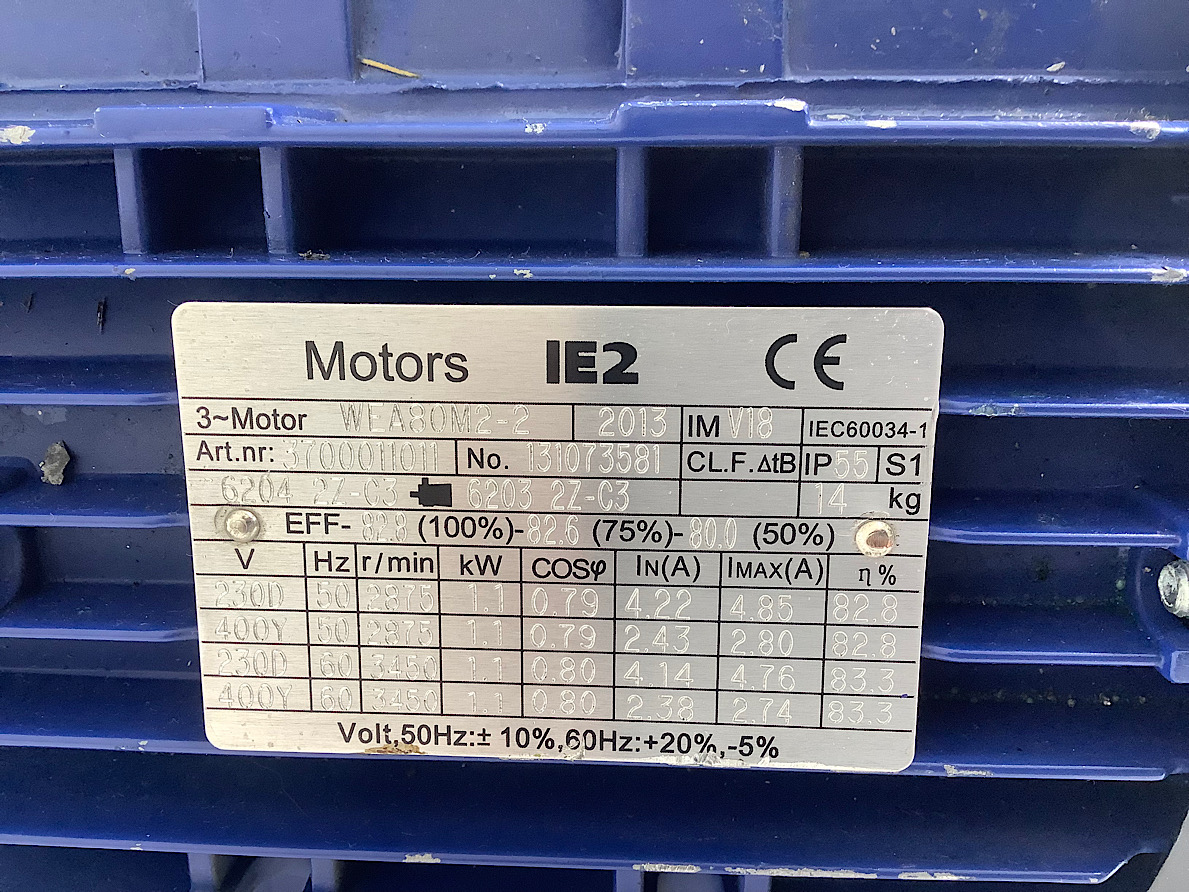 Motors IE2 CE
3~Motor WEA80M2-2 2013 IM V18 IEC60034-1
Art.nr: 3700011011 No. 131073581 CL.F. ΔtB IP55 S1
6204 2Z-C3 6203 2Z-C3 14 kg
EFF- 82.8 (100%)-82.6 (75%)-80.0 (50%)
V Hz r/min kW COSφ IN(A) IMAX(A) η%
230D 50 2875 1.1 0.79 4.22 4.85 82.8
400Y 50 2875 1.1 0.79 2.43 2.80 82.8
230D 60 3450 1.1 0.80 4.14 4.76 83.3
400Y 60 3450 1.1 0.80 2.38 2.74 83.3
Volt,50Hz:± 10%,60Hz:+20%,-5%